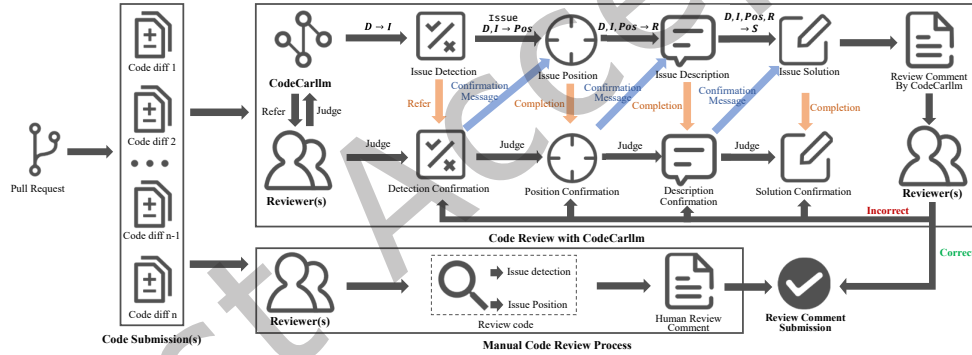 Pull Request
Code diff 1
Code diff 2
Code diff n-1
Code diff n
Code Submission(s)
CodeCarllm
Refer
Judge
Reviewer(s)
D → I
Issue Detection
Issue
D, I → Pos
Issue Position
D, I, Pos → R
Issue Description
D, I, Pos, R
→ S
Issue Solution
Review Comment
By CodeCarllm
Refer
Confirmation
Message
Completion
Confirmation
Message
Completion
Confirmation
Message
Completion
Judge
Detection Confirmation
Judge
Position Confirmation
Judge
Description
Confirmation
Judge
Solution Confirmation
Reviewer(s)
Incorrect
Correc
Code Review with CodeCarllm
Reviewer(s)
Issue detection
Issue Position
Review code
Human Review
Comment
Review Comment
Submission
Manual Code Review Process
st Acce